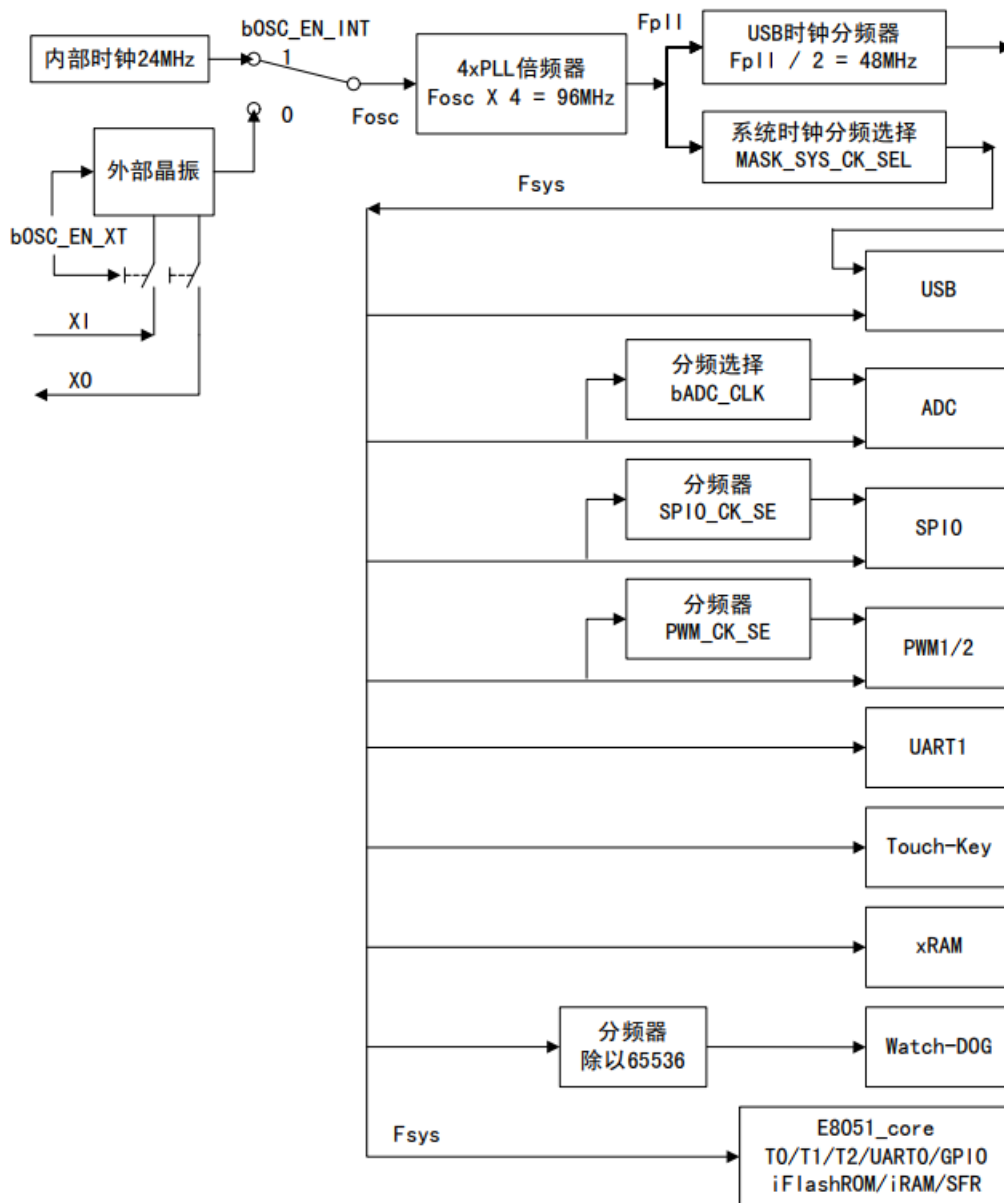 bOSC_EN_INT
内部时钟24MHz
1
0
Fosc
外部晶振
bOSC_EN_XT
XI
XO
4xPLL倍频器
Fosc X 4 = 96MHz
Fpll
USB时钟分频器
Fpll / 2 = 48MHz
系统时钟分频选择
MASK_SYS_CK_SEL
Fsys
USB
分频选择
bADC_CLK
ADC
分频器
SPI0_CK_SE
SPI0
分频器
PWM_CK_SE
PWM1/2
UART1
Touch-Key
xRAM
分频器
除以65536
Watch-DOG
Fsys
E8051_core
T0/T1/T2/UART0/GPIO
iFlashROM/iRAM/SFR